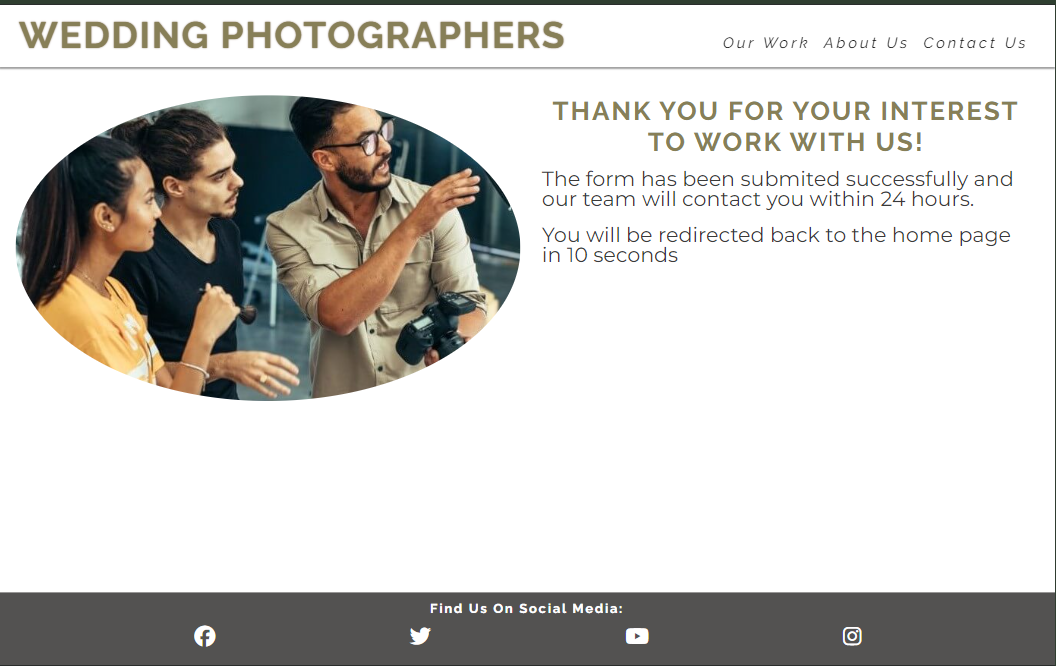 WEDDING PHOTOGRAPHERS
Our Work About Us Contact Us
THANK YOU FOR YOUR INTEREST
TO WORK WITH US!
The form has been submited successfully and
our team will contact you within 24 hours.
You will be redirected back to the home page
in 10 seconds
Find Us On Social Media: